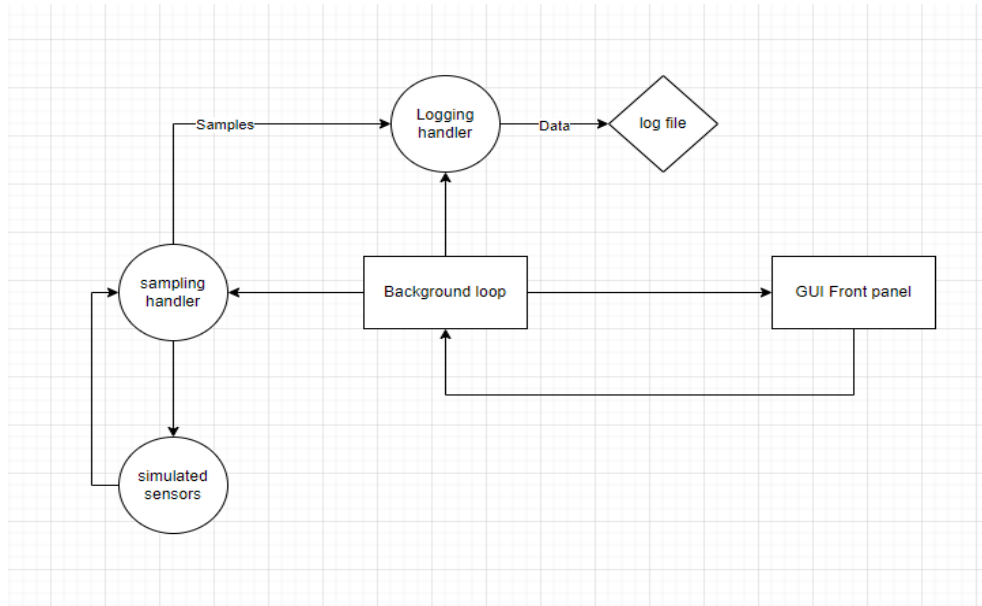 Logging
handler
Samples
Data
log file
sampling
handler
Background loop
GUI Front panel
simulated
sensors